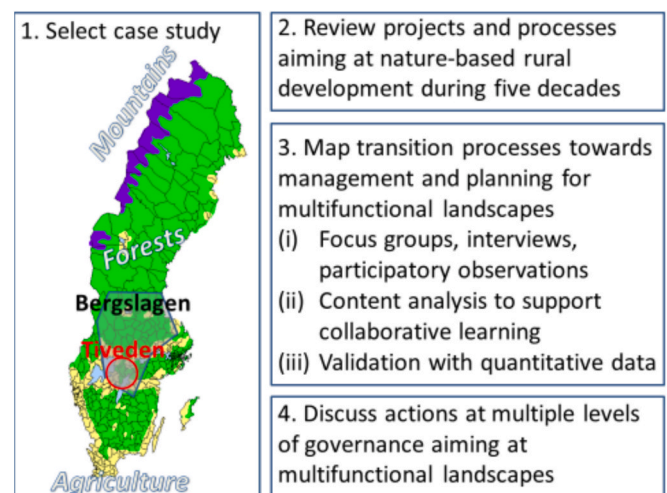 1. Select case study
Mountains
Forests
Bergslagen
Tiveden
Agriculture
2. Review projects and processes
aiming at nature-based rural
development during five decades
3. Map transition processes towards
management and planning for
multifunctional landscapes
(i) Focus groups, interviews,
participatory observations
(ii) Content analysis to support
collaborative learning
(iii) Validation with quantitative data
4. Discuss actions at multiple levels
of governance aiming at
multifunctional landscapes